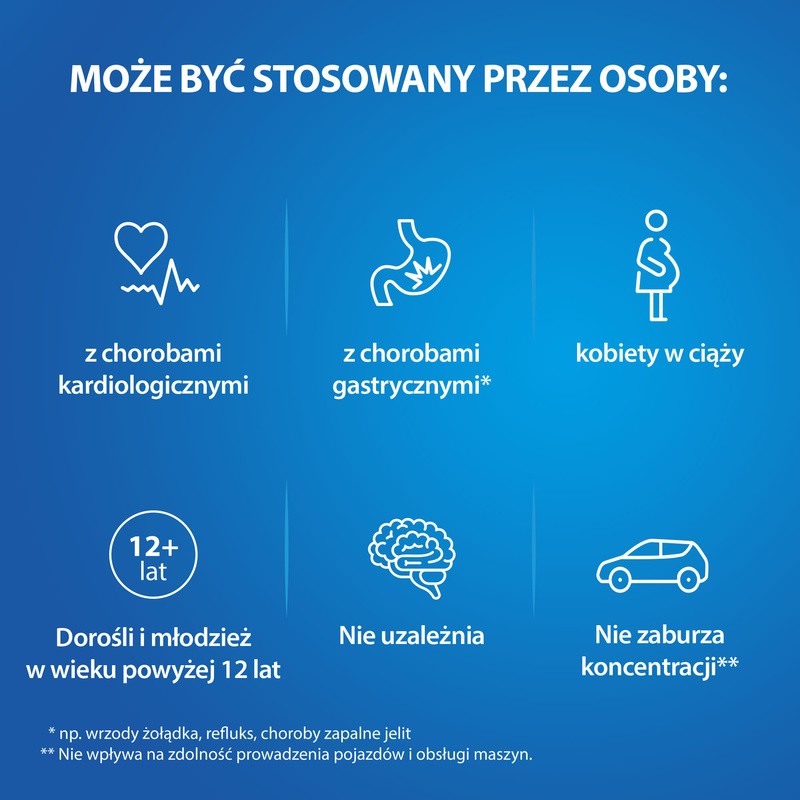 MOŻE BYĆ STOSOWANY PRZEZ OSOBY:
z chorobami
kardiologicznymi
z chorobami
gastrycznymi*
kobiety w ciąży
12+
lat
Dorośli i młodzież
w wieku powyżej 12 lat
Nie uzależnia
Nie zaburza
koncentracji**
* np. wrzody żołądka, refluks, choroby zapalne jelit
** Nie wpływa na zdolność prowadzenia pojazdów i obsługi maszyn.